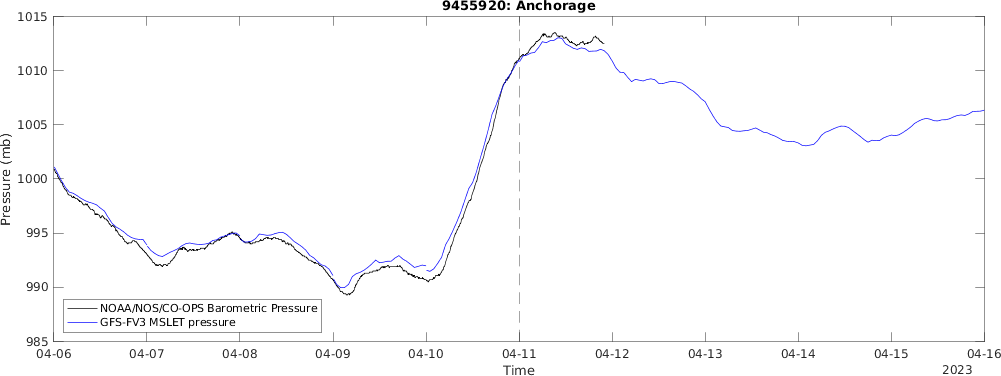 9455920: Anchorage
1015
1010
1005
1000
995
990
985
Pressure (mb)
NOAA/NOS/CO-OPS Barometric Pressure
GFS-FV3 MSLET pressure
04-06 04-07 04-08 04-09 04-10 04-11 04-12 04-13 04-14 04-15 04-16
Time
2023